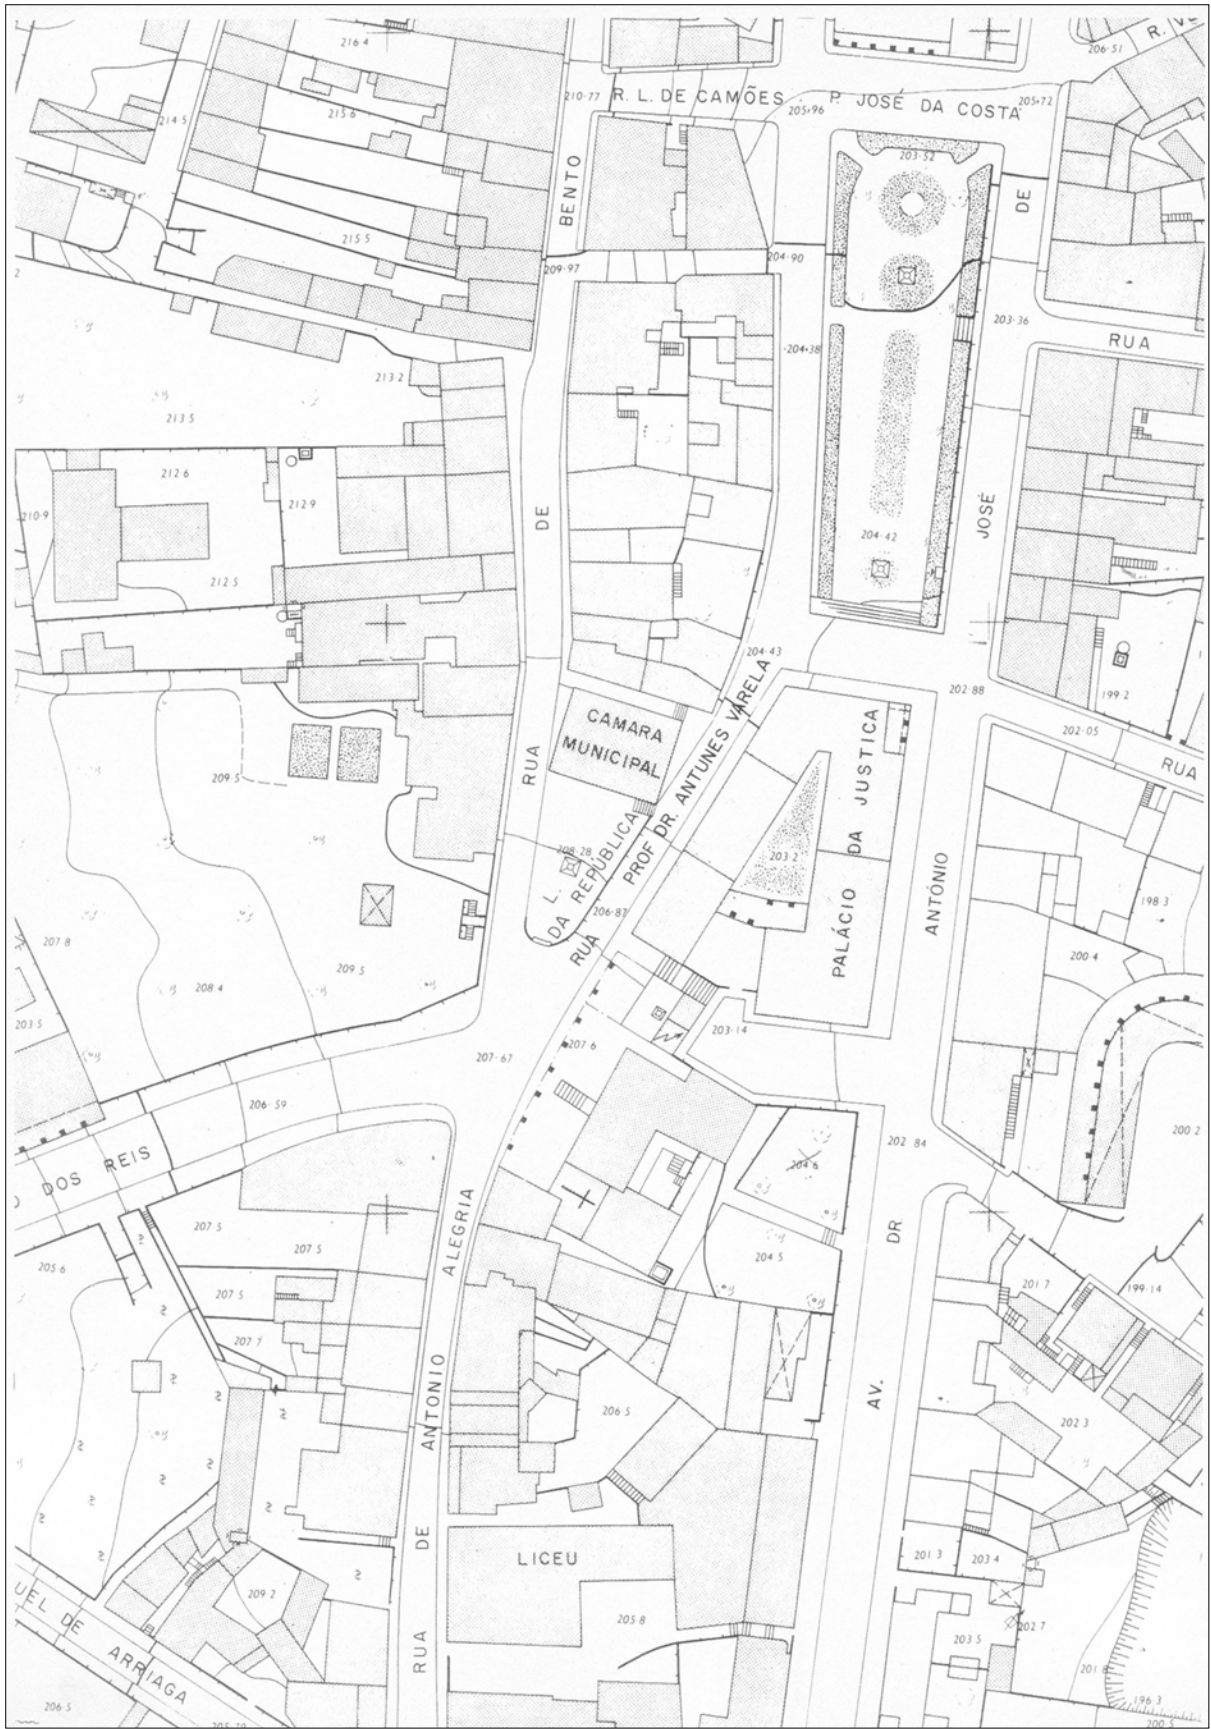 216.4
206.51
R.
210.77
R. L. DE CAMÕES
P. JOSÉ DA COSTA
205.96
205.72
214.5
215.6
203.52
BENTO
DE
215.5
209.97
204.90
203.36
RUA
204.38
213.2
213.5
212.6
212.9
210.9
DE
JOSÉ
204.42
212.5
204.43
202.88
199.2
202.05
CAMARA
MUNICIPAL
RUA
RUA
PROF DR. ANTUNES VARELA
PALÁCIO DA JUSTICA
RUA
209.5
208.28
203.2
L.
DA REPÚBLICA
206.87
ANTÓNIO
198.3
207.8
209.5
200.4
208.4
203.5
203.14
207.67
207.6
206.59
200.2
202.84
204.6
DOS REIS
ALEGRIA
DR.
207.5
207.5
205.6
204.5
201.7
199.14
207.5
207.7
ANTONIO
AV.
206.5
202.3
DE
LICEU
201.3
203.4
209.2
205.8
202.7
203.5
UEL DE ARRIAGA
RUA
201.8
206.5
196.3
200.5